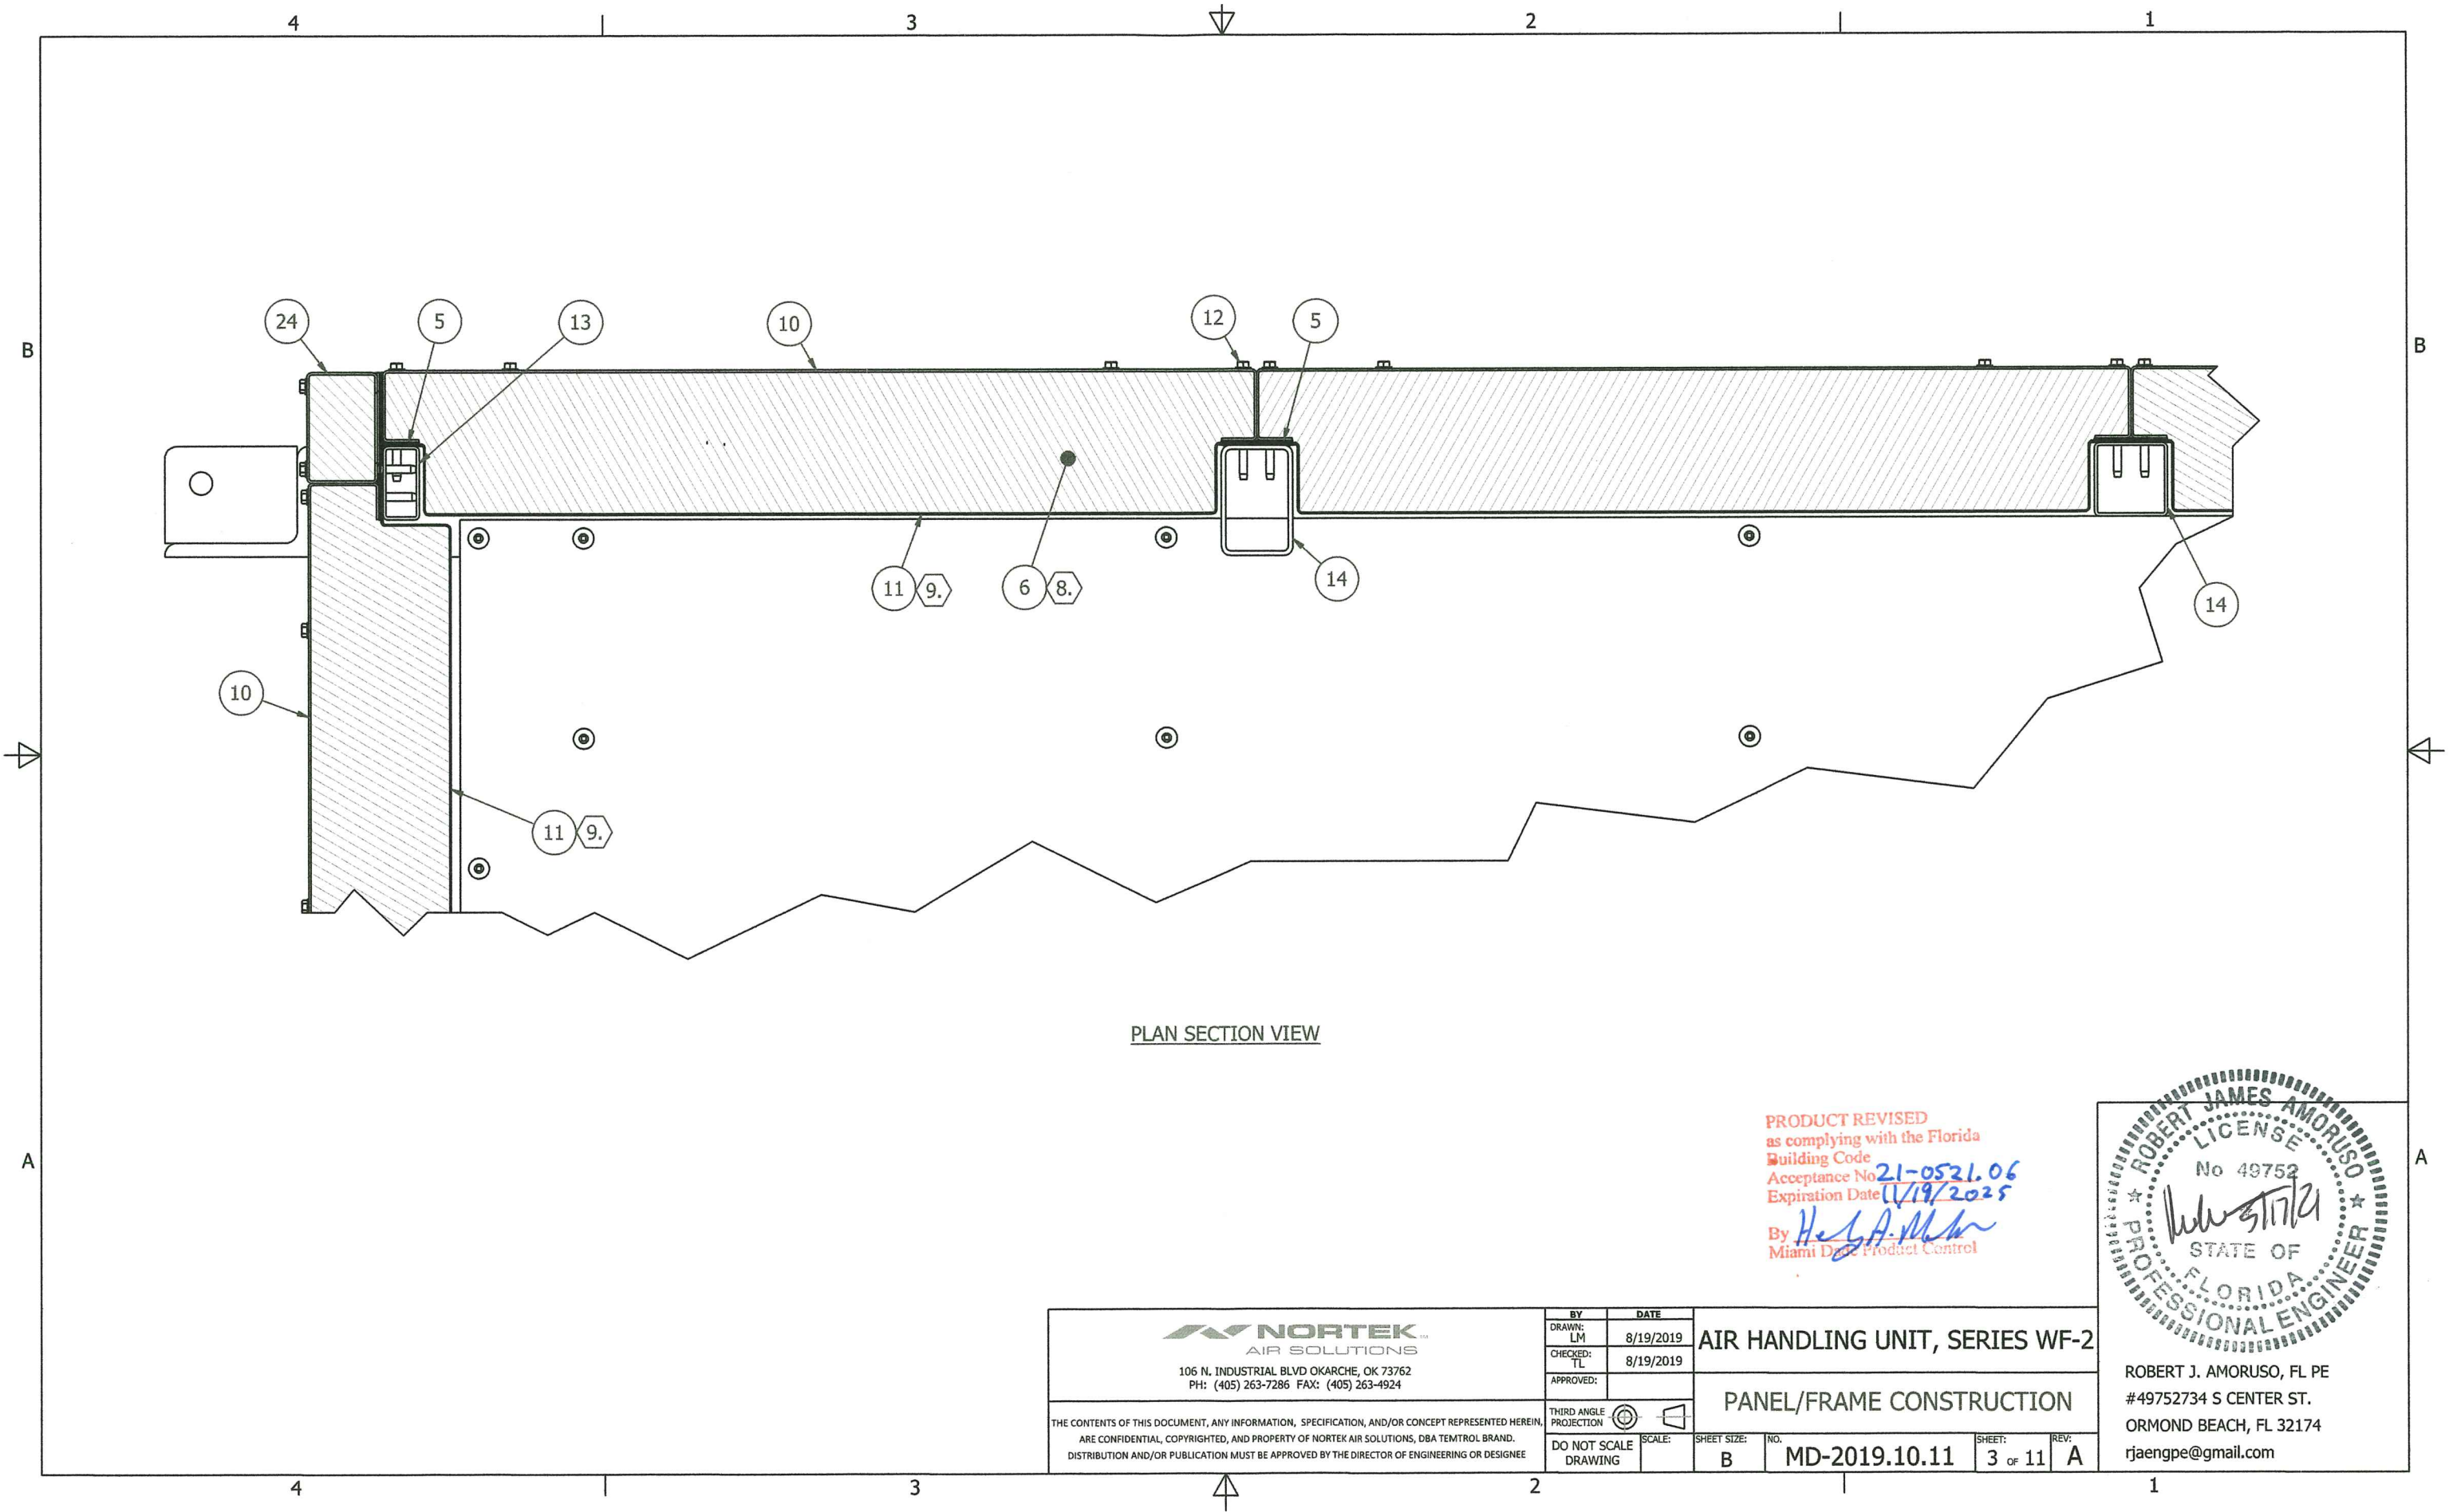 4 3 2 1
B
B
24
5
13
10
12
5
11 9.
6 8.
14
14
10
11 9.
PLAN SECTION VIEW
A
A
PRODUCT REVISED
as complying with the Florida
Building Code
Acceptance No 21-0521.06
Expiration Date 11/19/2025
By
Miami Dade Product Control
ROBERT JAMES AMORUSO
LICENSE
No 49752
STATE OF
FLORIDA
PROFESSIONAL ENGINEER
ROBERT J. AMORUSO, FL PE
#49752734 S CENTER ST.
ORMOND BEACH, FL 32174
rjaengpe@gmail.com
NORTEK
AIR SOLUTIONS
106 N. INDUSTRIAL BLVD OKARCHE, OK 73762
PH: (405) 263-7286 FAX: (405) 263-4924
THE CONTENTS OF THIS DOCUMENT, ANY INFORMATION, SPECIFICATION, AND/OR CONCEPT REPRESENTED HEREIN,
ARE CONFIDENTIAL, COPYRIGHTED, AND PROPERTY OF NORTEK AIR SOLUTIONS, DBA TEMTROL BRAND.
DISTRIBUTION AND/OR PUBLICATION MUST BE APPROVED BY THE DIRECTOR OF ENGINEERING OR DESIGNEE
BY DATE
DRAWN:
LM 8/19/2019
CHECKED:
TL 8/19/2019
APPROVED:
THIRD ANGLE
PROJECTION
DO NOT SCALE
DRAWING
SCALE:
AIR HANDLING UNIT, SERIES WF-2
PANEL/FRAME CONSTRUCTION
SHEET SIZE:
B
NO.
MD-2019.10.11
SHEET:
3 OF 11
REV:
A
4 3 2 1